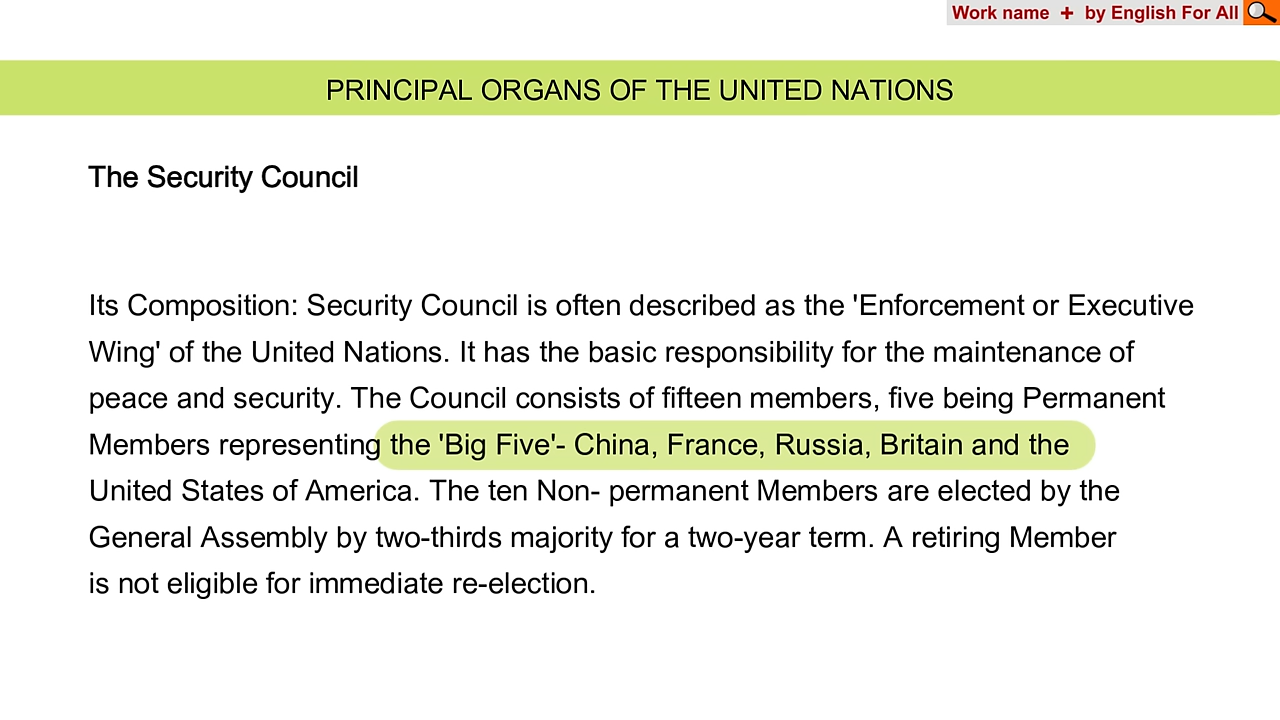 Work name + by English For All
PRINCIPAL ORGANS OF THE UNITED NATIONS
The Security Council
Its Composition: Security Council is often described as the 'Enforcement or Executive
Wing' of the United Nations. It has the basic responsibility for the maintenance of
peace and security. The Council consists of fifteen members, five being Permanent
Members representing the 'Big Five'- China, France, Russia, Britain and the
United States of America. The ten Non- permanent Members are elected by the
General Assembly by two-thirds majority for a two-year term. A retiring Member
is not eligible for immediate re-election.